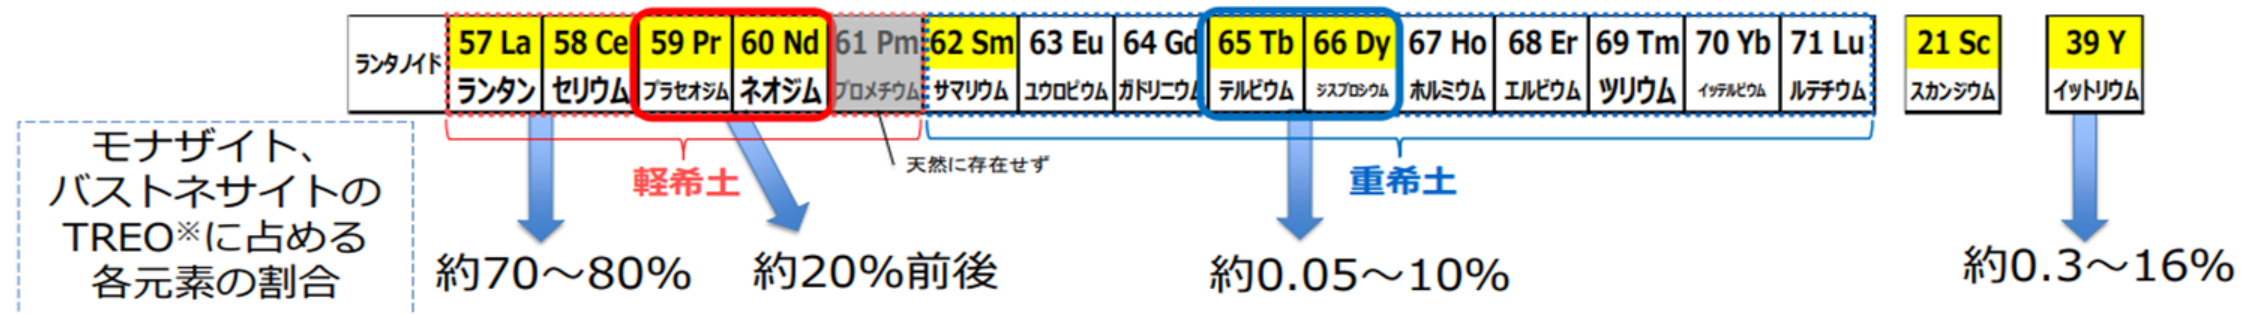 ランタノイド
57 La
ランタン
58 Ce
セリウム
59 Pr
プラセオジム
60 Nd
ネオジム
61 Pm
プロメチウム
62 Sm
サマリウム
63 Eu
ユウロピウム
64 Gd
ガドリニウム
65 Tb
テルビウム
66 Dy
ジスプロシウム
67 Ho
ホルミウム
68 Er
エルビウム
69 Tm
ツリウム
70 Yb
イッテルビウム
71 Lu
ルテチウム
21 Sc
スカンジウム
39 Y
イットリウム
軽希土
天然に存在せず
重希土
モナザイト、
バストネサイトの
TREO※に占める
各元素の割合
約70～80%
約20%前後
約0.05～10%
約0.3～16%